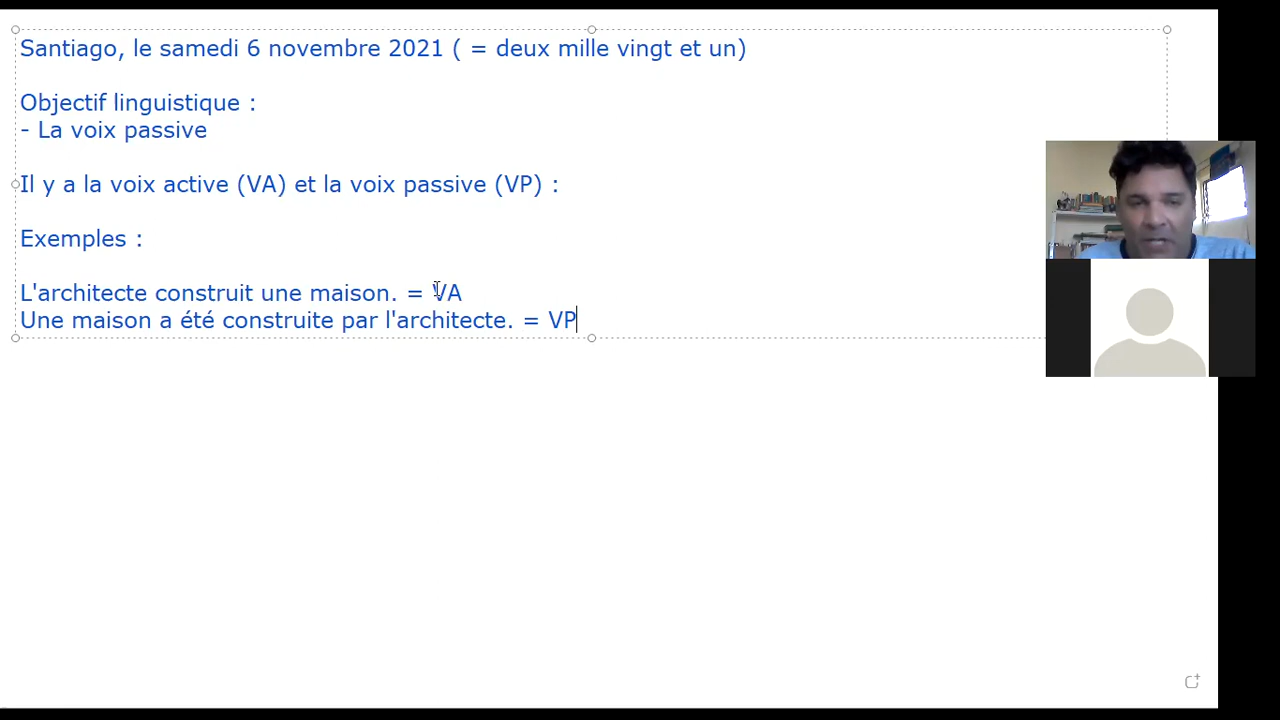 Santiago, le samedi 6 novembre 2021 ( = deux mille vingt et un)
Objectif linguistique :
- La voix passive
Il y a la voix active (VA) et la voix passive (VP) :
Exemples :
L'architecte construit une maison. = VA
Une maison a été construite par l'architecte. = VP